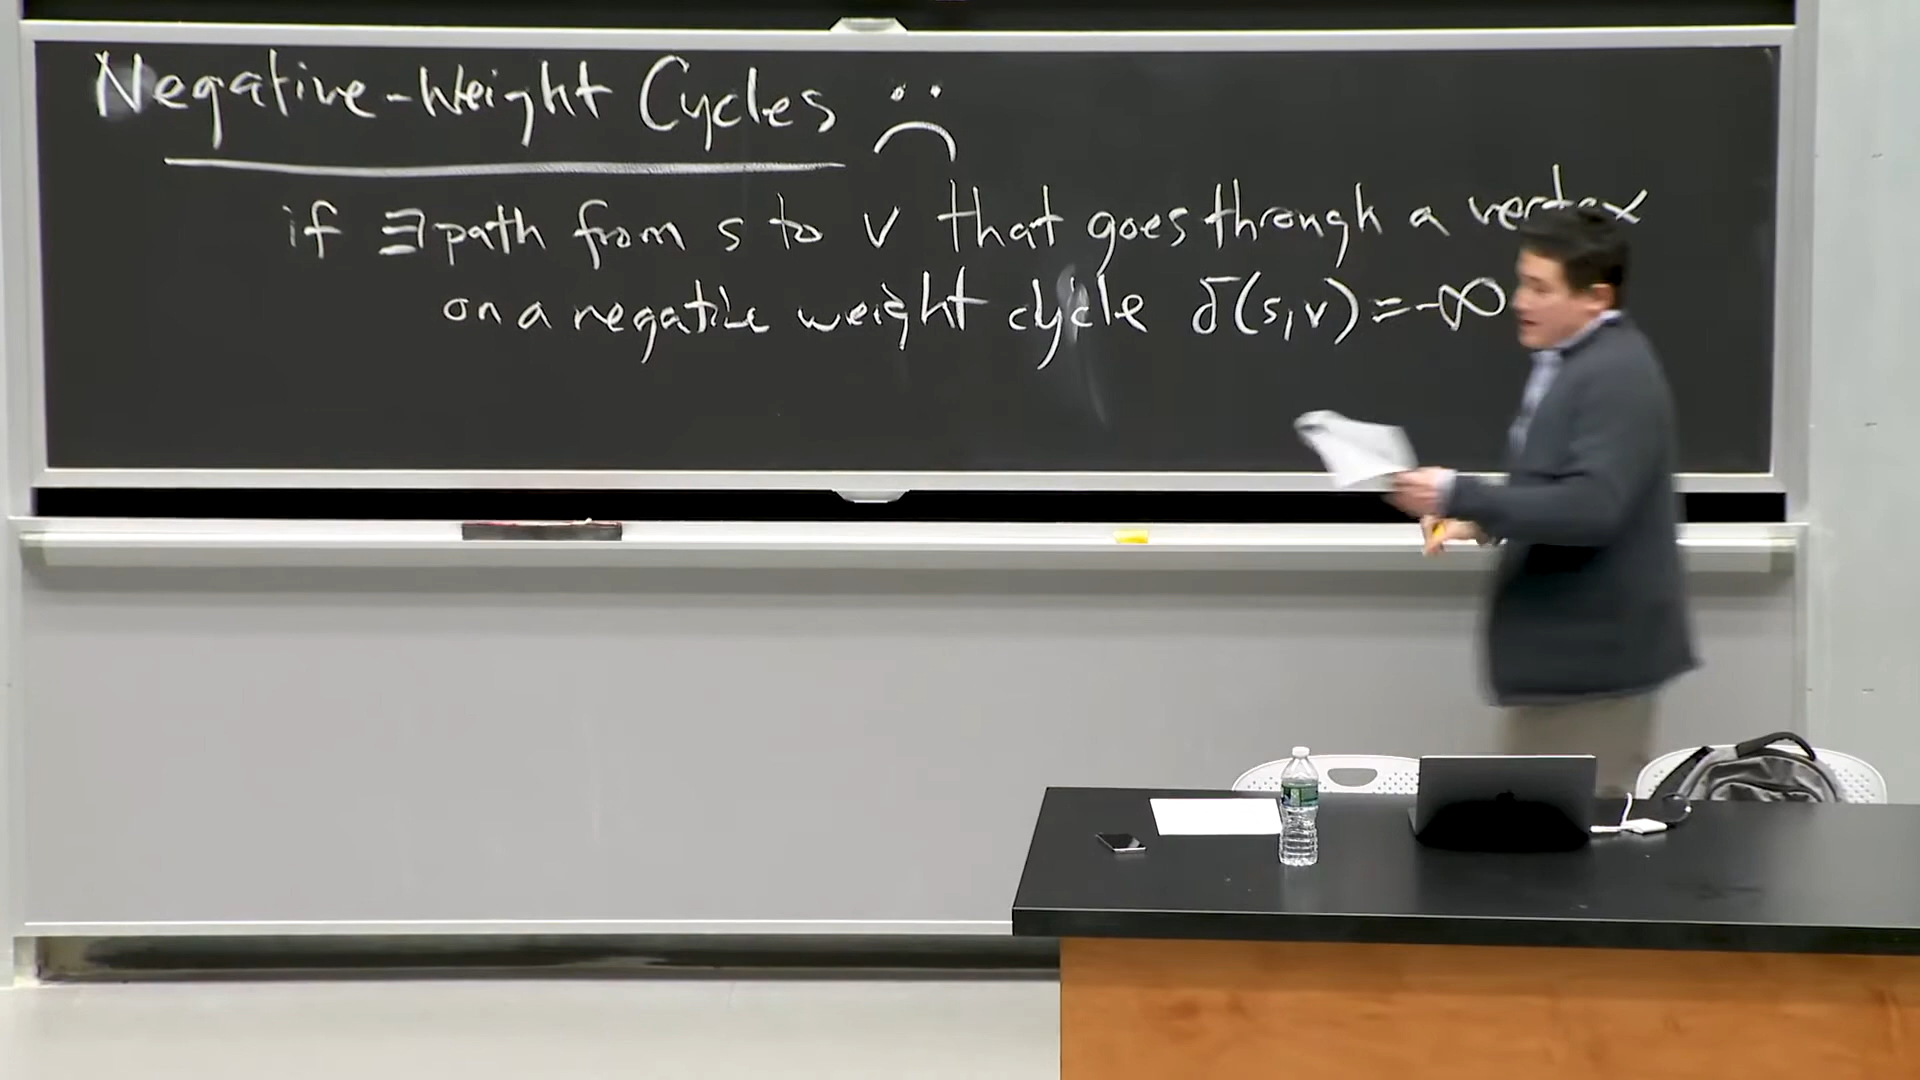 Negative-Weight Cycles
if ∃ path from s to v that goes through a vertex
on a negative weight cycle δ(s,v)=-∞